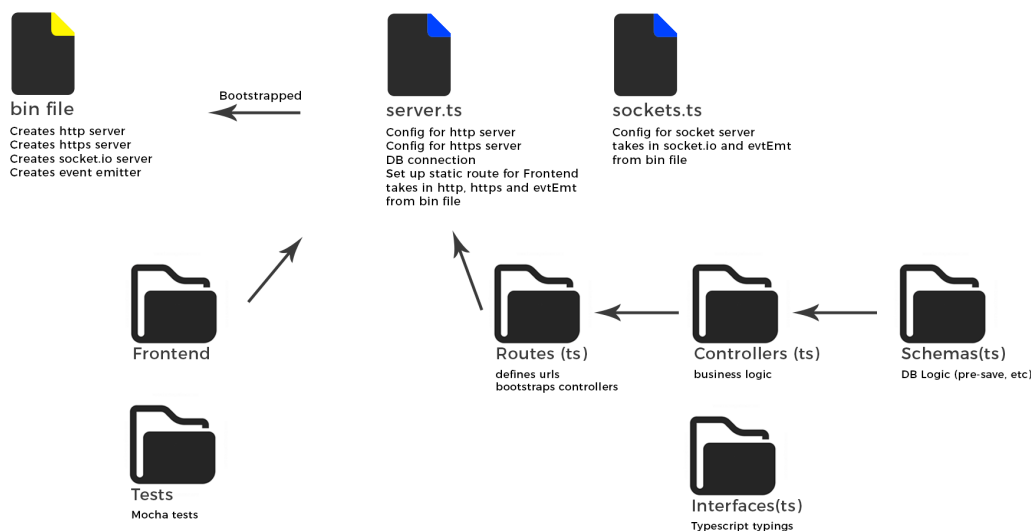 bin file
Creates http server
Creates https server
Creates socket.io server
Creates event emitter
Bootstrapped
server.ts
Config for http server
Config for https server
DB connection
Set up static route for Frontend
takes in http, https and evtEmt
from bin file
sockets.ts
Config for socket server
takes in socket.io and evtEmt
from bin file
Frontend
Routes (ts)
defines urls
bootstraps controllers
Controllers (ts)
business logic
Schemas(ts)
DB Logic (pre-save, etc)
Tests
Mocha tests
Interfaces(ts)
Typescript typings